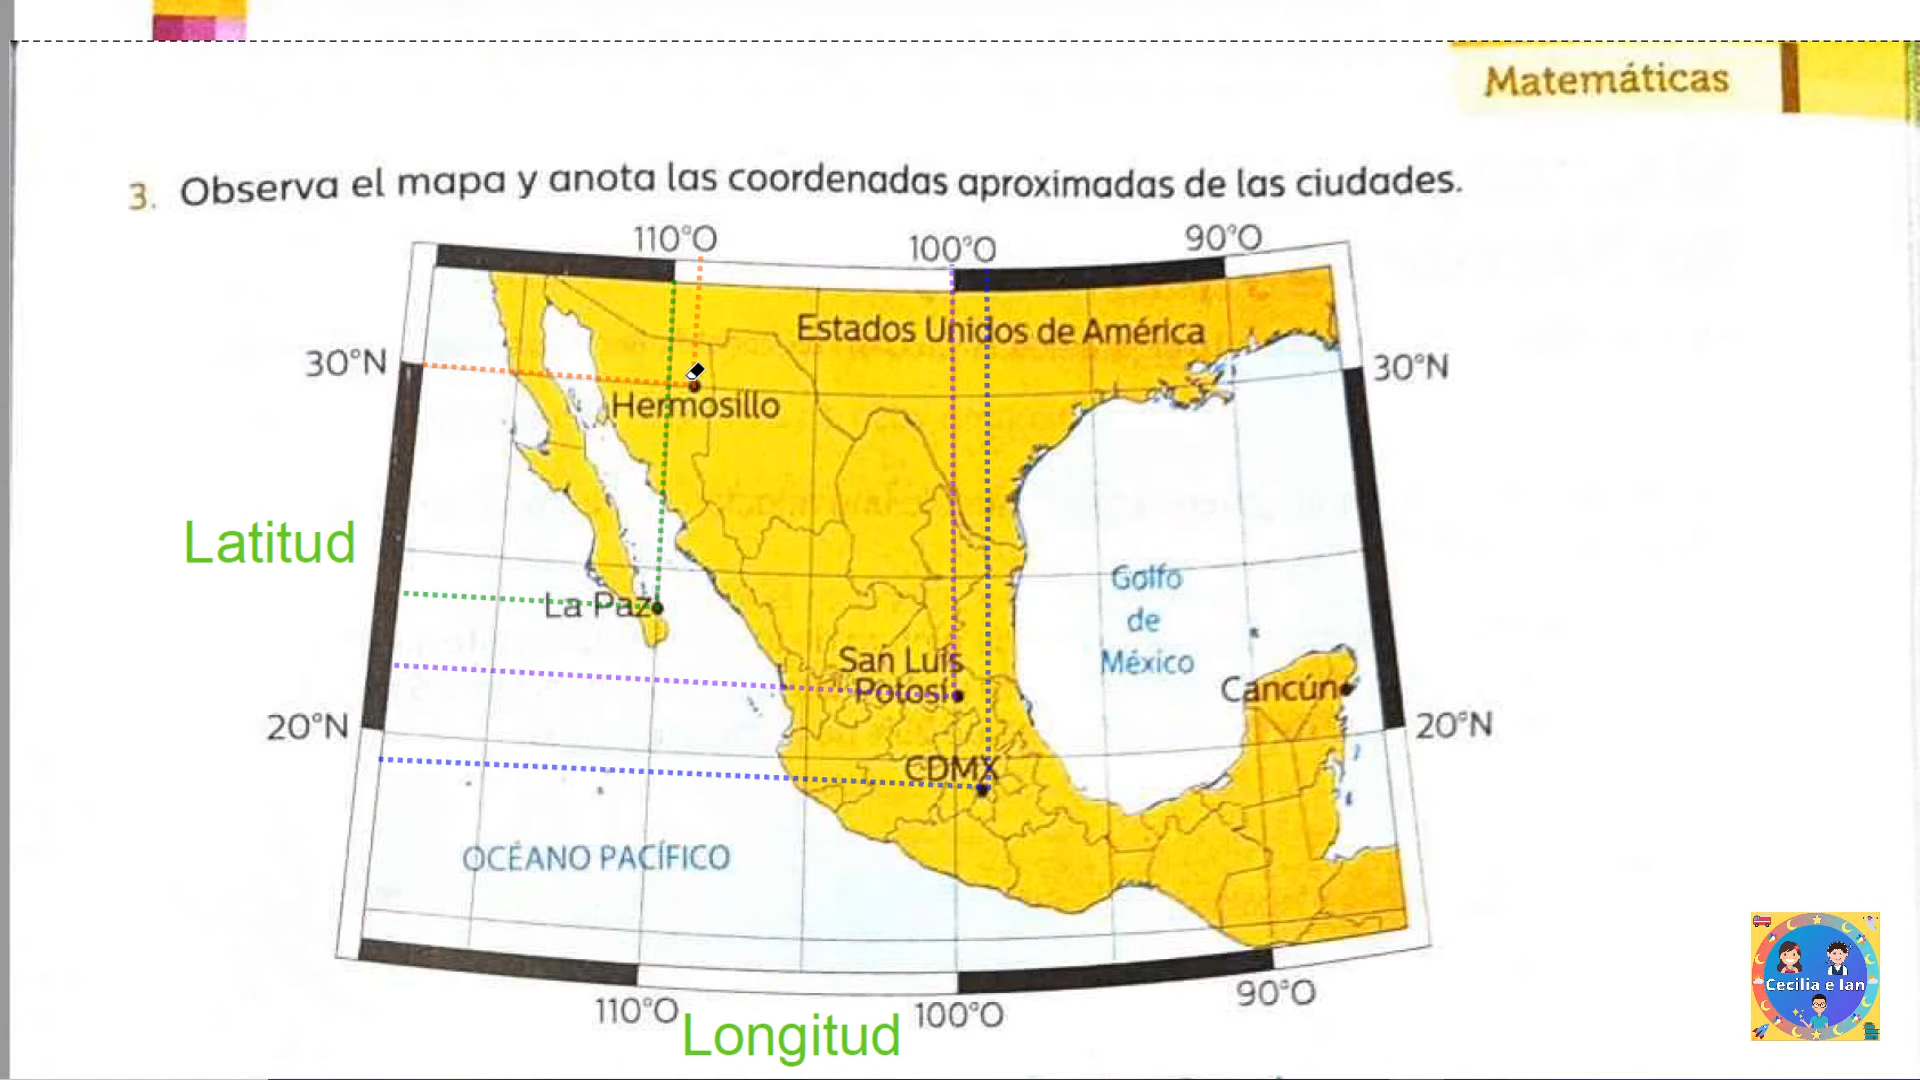 Matemáticas
3. Observa el mapa y anota las coordenadas aproximadas de las ciudades.
110°O 100°O 90°O
Estados Unidos de América
30°N 30°N
Hermosillo
Latitud
Golfo
de
México
La Paz
San Luis
Potosí
Cancún
20°N 20°N
CDMX
OCÉANO PACÍFICO
110°O 100°O 90°O
Longitud
Cecilia e Ian